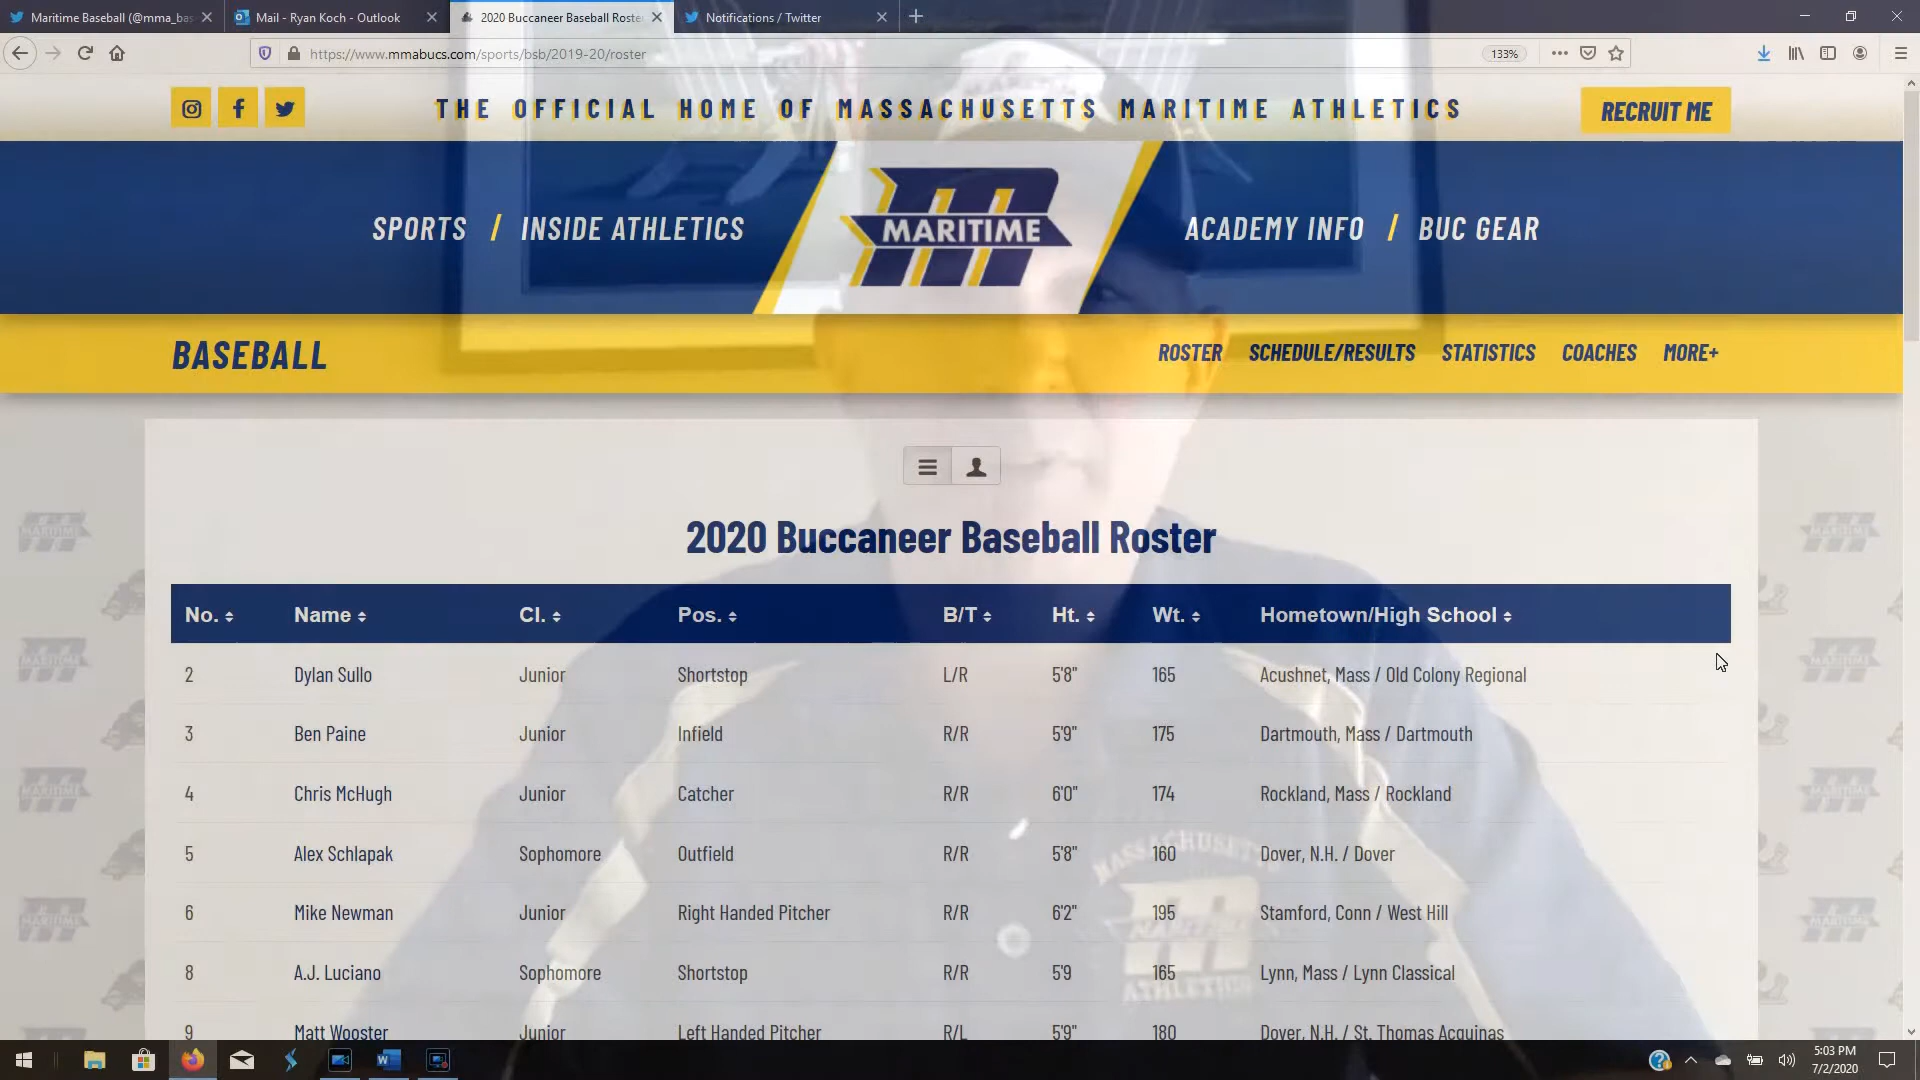 Maritime Baseball (@mma_bas
Mail - Ryan Koch - Outlook
2020 Buccaneer Baseball Roste
Notifications / Twitter
https://www.mmabucs.com/sports/bsb/2019-20/roster
133%
THE OFFICIAL HOME OF MASSACHUSETTS MARITIME ATHLETICS
RECRUIT ME
SPORTS / INSIDE ATHLETICS
MARITIME
ACADEMY INFO / BUC GEAR
BASEBALL
ROSTER SCHEDULE/RESULTS STATISTICS COACHES MORE+
2020 Buccaneer Baseball Roster
No. Name Cl. Pos. B/T Ht. Wt. Hometown/High School
2 Dylan Sullo Junior Shortstop L/R 5'8" 165 Acushnet, Mass / Old Colony Regional
3 Ben Paine Junior Infield R/R 5'9" 175 Dartmouth, Mass / Dartmouth
4 Chris McHugh Junior Catcher R/R 6'0" 174 Rockland, Mass / Rockland
5 Alex Schlapak Sophomore Outfield R/R 5'8" 160 Dover, N.H. / Dover
6 Mike Newman Junior Right Handed Pitcher R/R 6'2" 195 Stamford, Conn / West Hill
8 A.J. Luciano Sophomore Shortstop R/R 5'9 165 Lynn, Mass / Lynn Classical
9 Matt Wooster Junior Left Handed Pitcher R/L 5'9" 180 Dover, N.H. / St. Thomas Acquinas
MASSACHUSETTS
MARITIME
ATHLETICS
5:03 PM
7/2/2020